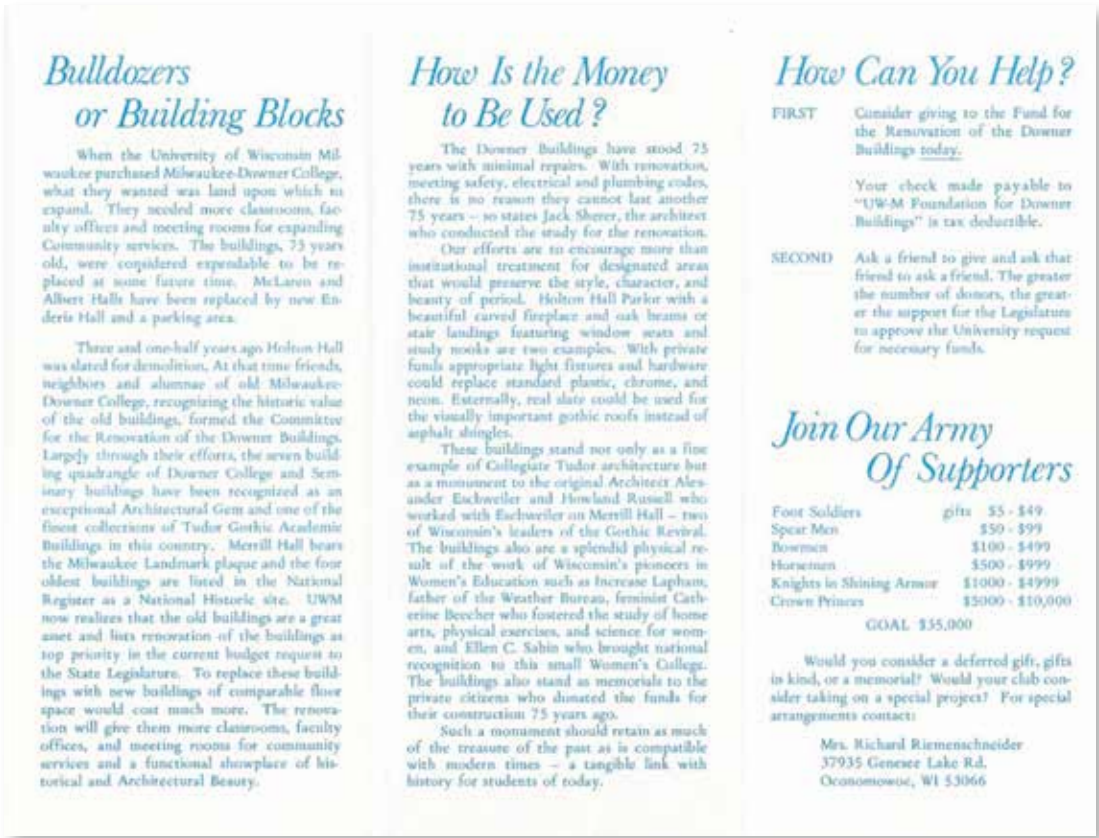 Bulldozers
or Building Blocks
When the University of Wisconsin Mil-
waukee purchased Milwaukee-Downer College,
what they wanted was land upon which to
expand. They needed more classrooms, fac-
ulty offices and meeting rooms for expanding
Community services. The buildings, 75 years
old, were considered expendable to be re-
placed at some future time. McLaren and
Albert Halls have been replaced by new En-
deris Hall and a parking area.
Three and one-half years ago Holton Hall
was slated for demolition. At that time friends,
neighbors and alumnae of old Milwaukee-
Downer College, recognizing the historic value
of the old buildings, formed the Committee
for the Renovation of the Downer Buildings.
Largely through their efforts, the seven build-
ing quadrangle of Downer College and Sem-
inary buildings have been recognized as an
exceptional Architectural Gem and one of the
finest collections of Tudor Gothic Academic
Buildings in this country. Merrill Hall bears
the Milwaukee Landmark plaque and the four
oldest buildings are listed in the National
Register as a National Historic site. UWM
now realizes that the old buildings are a great
asset and lists renovation of the buildings as
top priority in the current budget request to
the State Legislature. To replace these build-
ings with new buildings of comparable floor
space would cost much more. The renova-
tion will give them more classrooms, faculty
offices, and meeting rooms for community
services and a functional showplace of his-
torical and Architectural Beauty.
How Is the Money
to Be Used?
The Downer Buildings have stood 75
years with minimal repairs. With renovation,
meeting safety, electrical and plumbing codes,
there is no reason they cannot last another
75 years – so states Jack Sherer, the architect
who conducted the study for the renovation.
Our efforts are to encourage more than
institutional treatment for designated areas
that would preserve the style, character, and
beauty of period. Holton Hall Parlor with a
beautiful carved fireplace and oak beams or
stair landings featuring window seats and
study nooks are two examples. With private
funds appropriate light fixtures and hardware
could replace standard plastic, chrome, and
neon. Externally, real slate could be used for
the visually important gothic roofs instead of
asphalt shingles.
These buildings stand not only as a fine
example of Collegiate Tudor architecture but
as a monument to the original Architect Alex-
ander Eschweiler and Howland Russell who
worked with Eschweiler on Merrill Hall – two
of Wisconsin's leaders of the Gothic Revival.
The buildings also are a splendid physical re-
sult of the work of Wisconsin's pioneers in
Women's Education such as Increase Lapham,
father of the Weather Bureau, feminist Cath-
erine Beecher who fostered the study of home
arts, physical exercises, and science for wom-
en, and Ellen C. Sabin who brought national
recognition to this small Women's College.
The buildings also stand as memorials to the
private citizens who donated the funds for
their construction 75 years ago.
Such a monument should retain as much
of the treasure of the past as is compatible
with modern times – a tangible link with
history for students of today.
How Can You Help?
FIRST Consider giving to the Fund for
the Renovation of the Downer
Buildings today.
Your check made payable to
"UW-M Foundation for Downer
Buildings" is tax deductible.
SECOND Ask a friend to give and ask that
friend to ask a friend. The greater
the number of donors, the great-
er the support for the Legislature
to approve the University request
for necessary funds.
Join Our Army
Of Supporters
Foot Soldiers gifts $5 - $49
Spear Men $50 - $99
Bowmen $100 - $499
Horsemen $500 - $999
Knights in Shining Armor $1000 - $4999
Crown Princes $5000 - $10,000
GOAL $35,000
Would you consider a deferred gift, gifts
in kind, or a memorial? Would your club con-
sider taking on a special project? For special
arrangements contact:
Mrs. Richard Riemenschneider
37935 Genesee Lake Rd.
Oconomowoc, WI 53066